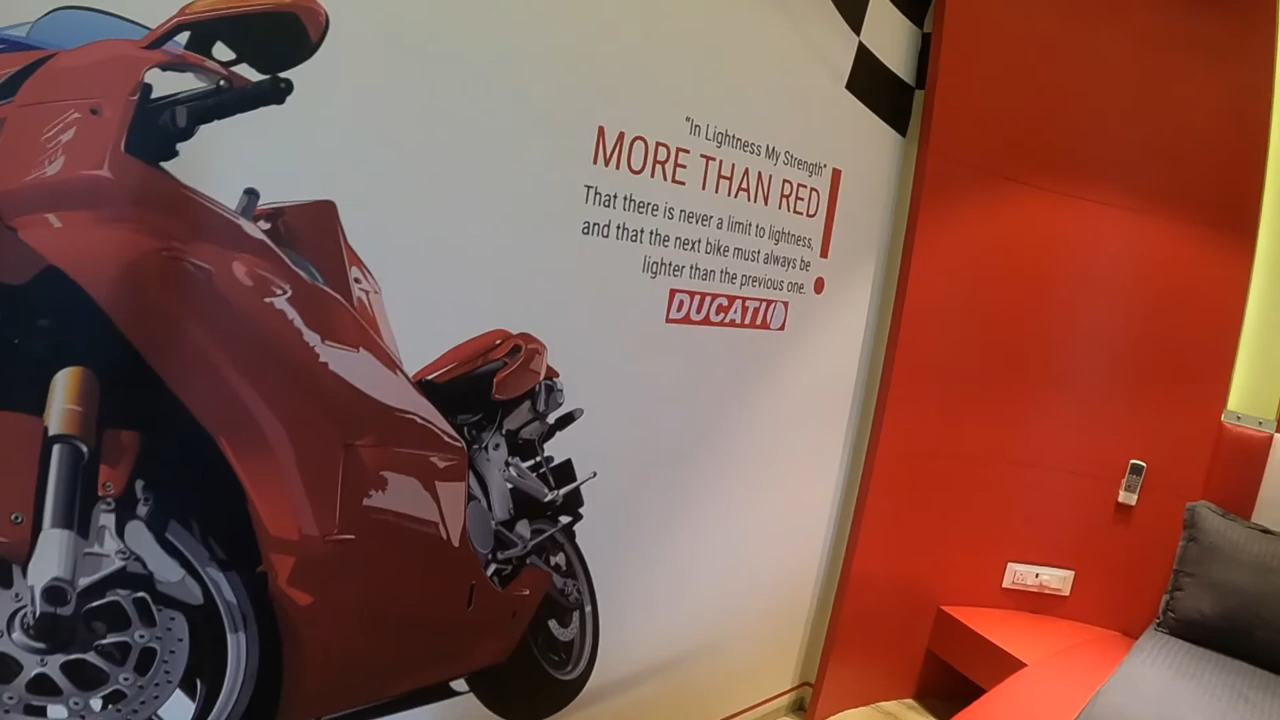 "In Lightness My Strength"
MORE THAN RED
That there is never a limit to lightness,
and that the next bike must always be
lighter than the previous one.
DUCATI